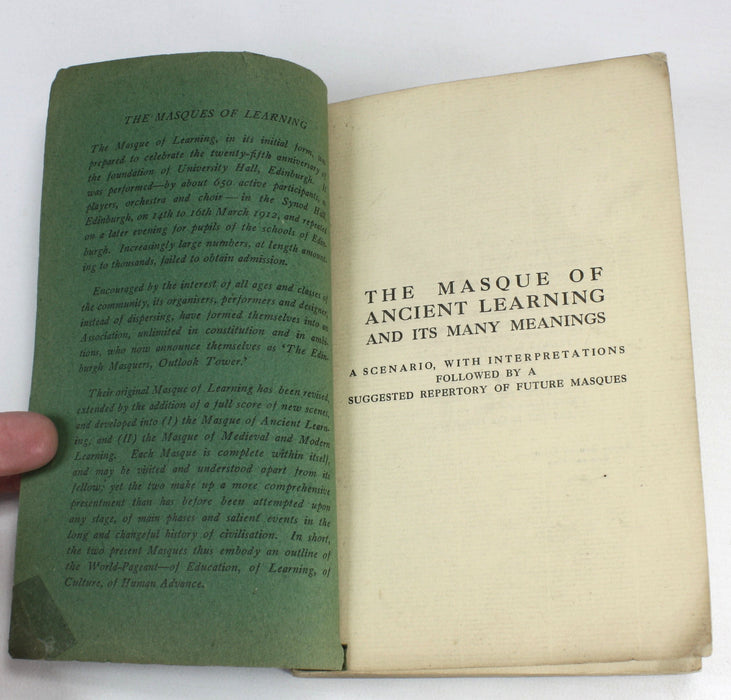 THE MASQUES OF LEARNING
The Masque of Learning, in its initial form, was
prepared to celebrate the twenty-fifth anniversary of
the foundation of University Hall, Edinburgh. It
was performed—by about 650 active participants,
players, orchestra and choir—in the Synod Hall,
Edinburgh, on 14th to 16th March 1912, and repeated
on a later evening for pupils of the schools of Edin-
burgh. Increasingly large numbers, at length amount-
ing to thousands, failed to obtain admission.
Encouraged by the interest of all ages and classes of
the community, its organisers, performers and designer,
instead of dispersing, have formed themselves into an
Association, unlimited in constitution and in ambi-
tions, who now announce themselves as 'The Edin-
burgh Masquers, Outlook Tower.'
Their original Masque of Learning has been revised,
extended by the addition of a full score of new scenes,
and developed into (I) the Masque of Ancient Learn-
ing, and (II) the Masque of Medieval and Modern
Learning. Each Masque is complete within itself,
and may be visited and understood apart from its
fellow; yet the two make up a more comprehensive
presentment than has before been attempted upon
any stage, of main phases and salient events in the
long and changeful history of civilisation. In short,
the two present Masques thus embody an outline of
the World-Pageant—of Education, of Learning, of
Culture, of Human Advance.
THE MASQUE OF
ANCIENT LEARNING
AND ITS MANY MEANINGS
A SCENARIO, WITH INTERPRETATIONS
FOLLOWED BY A
SUGGESTED REPERTORY OF FUTURE MASQUES